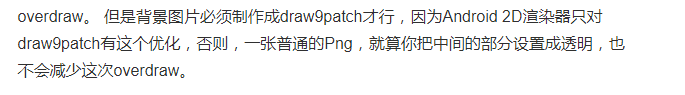 overdraw。 但是背景图片必须制作成draw9patch才行，因为Android 2D渲染器只对
draw9patch有这个优化，否则，一张普通的Png，就算你把中间的部分设置成透明，也
不会减少这次overdraw。